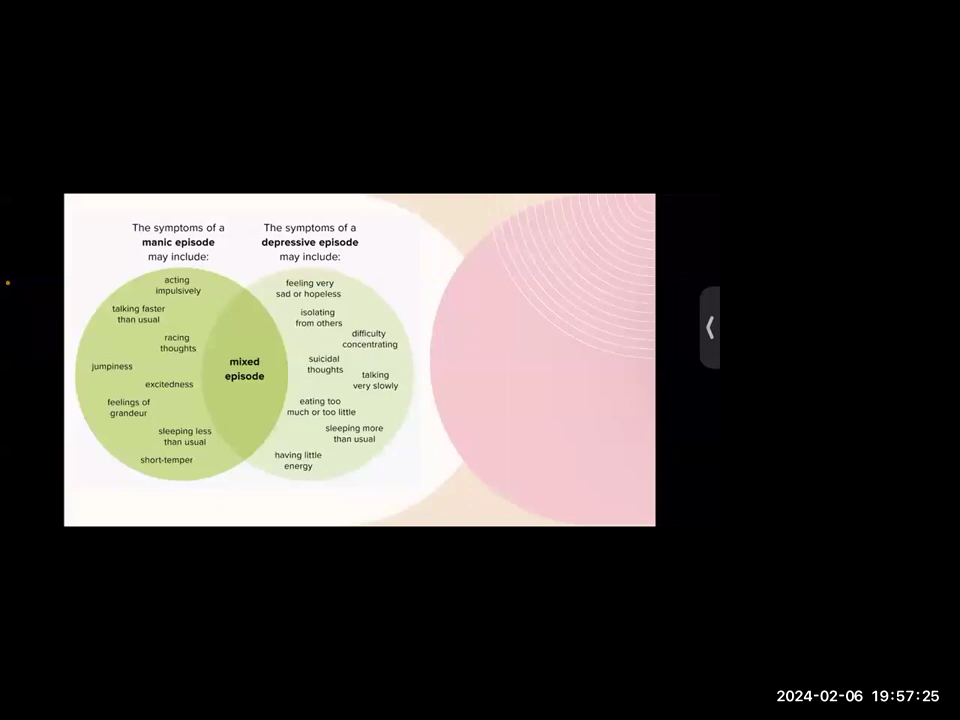 The symptoms of a
manic episode
may include:
acting
impulsively
talking faster
than usual
racing
thoughts
jumpiness
excitedness
feelings of
grandeur
sleeping less
than usual
short-temper
mixed
episode
The symptoms of a
depressive episode
may include:
feeling very
sad or hopeless
isolating
from others
difficulty
concentrating
suicidal
thoughts
talking
very slowly
eating too
much or too little
sleeping more
than usual
having little
energy
2024-02-06 19:57:25